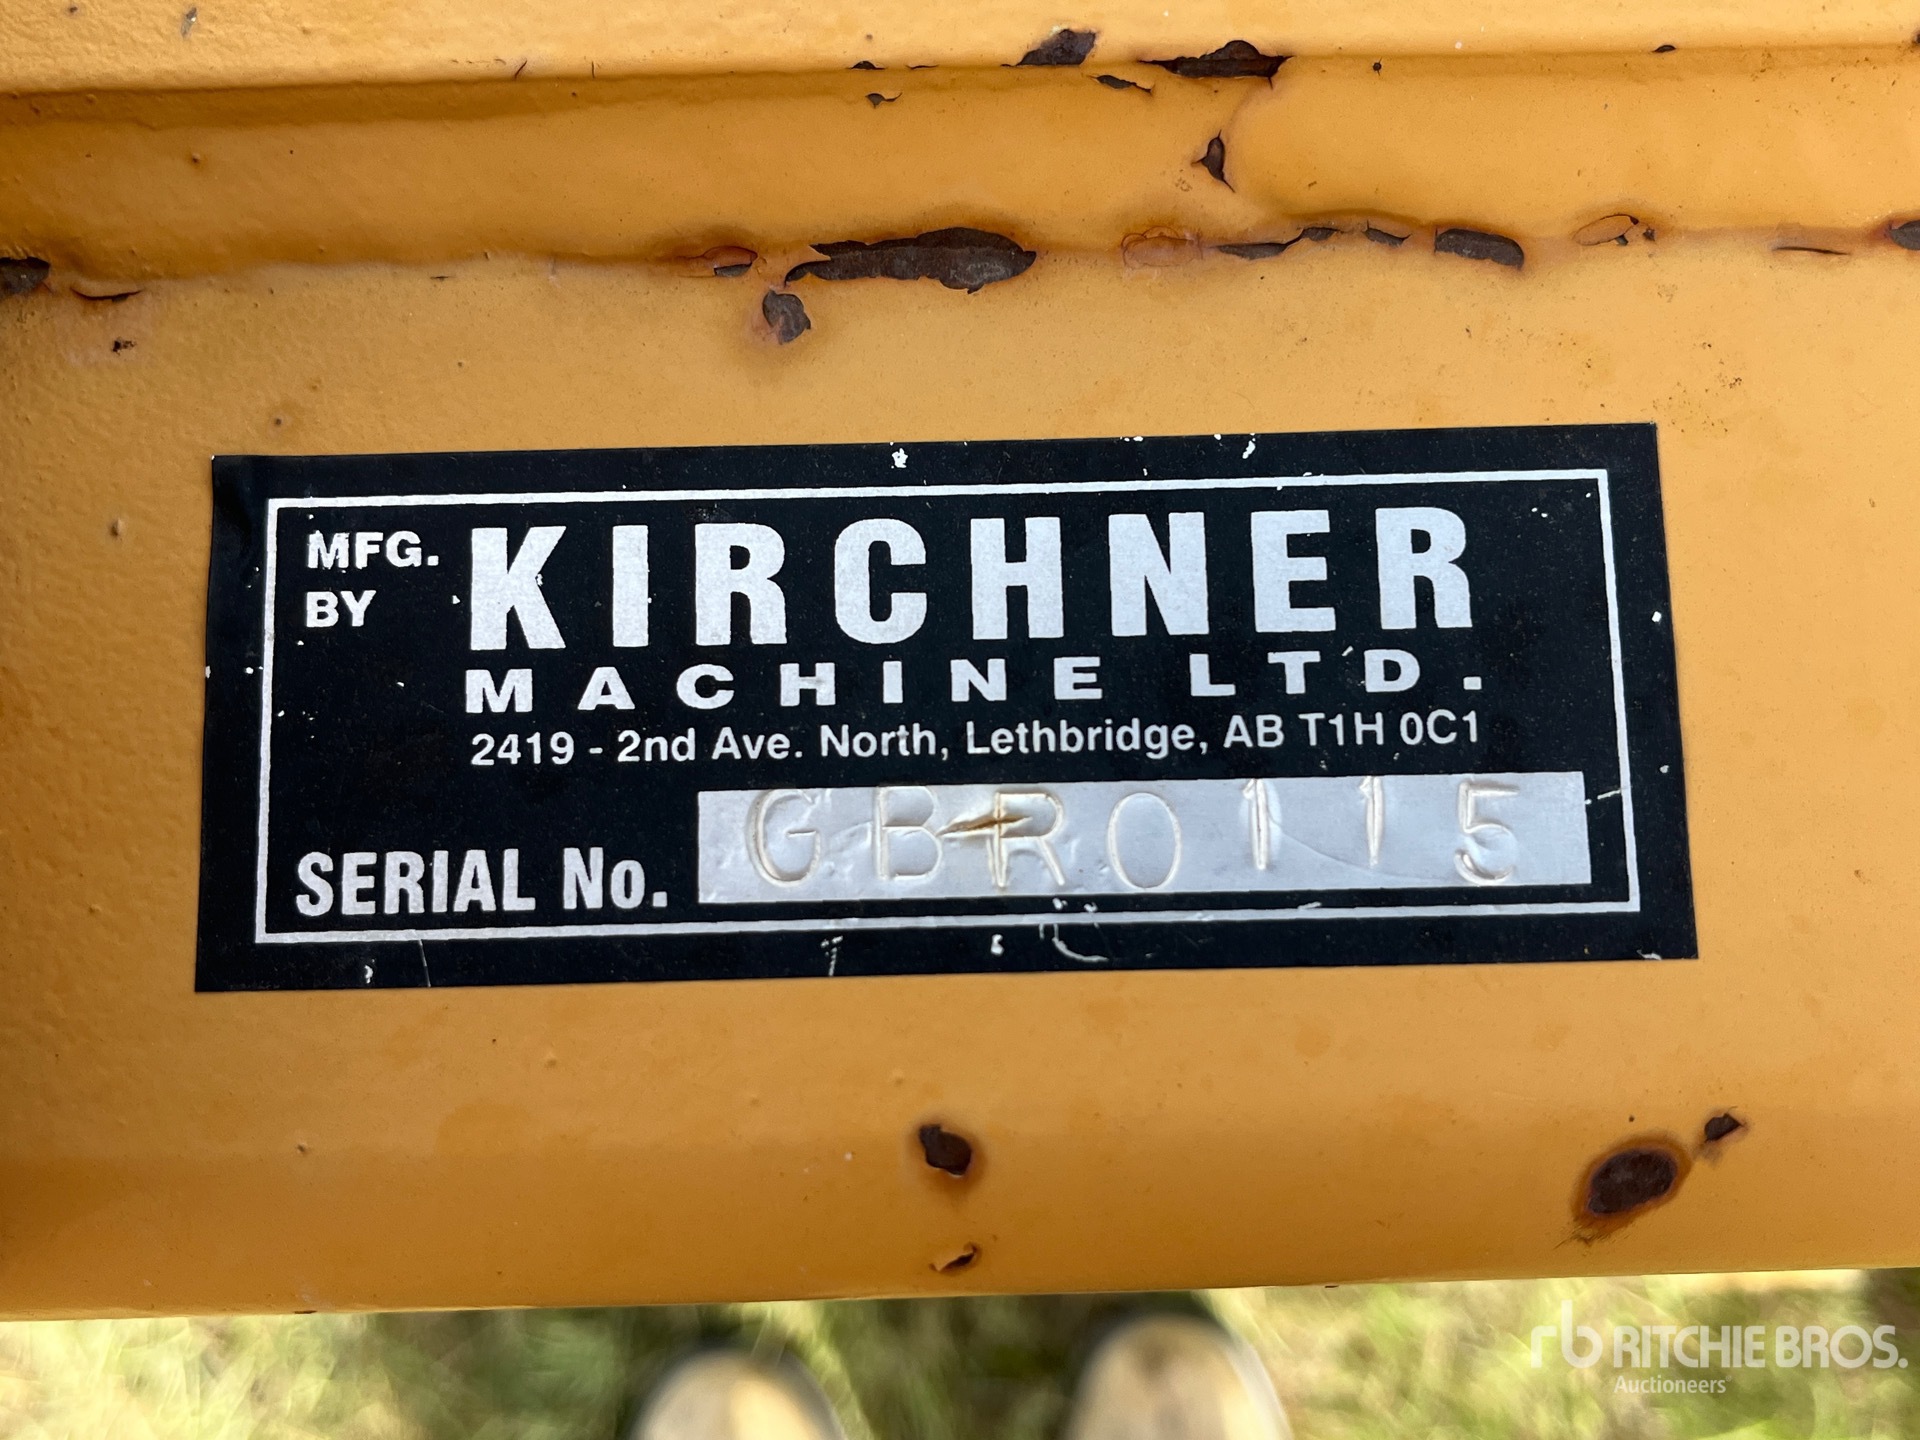 MFG. BY KIRCHNER
MACHINE LTD.
2419 - 2nd Ave. North, Lethbridge, AB T1H 0C1
SERIAL No. GBR0115
rb RITCHIE BROS.
Auctioneers